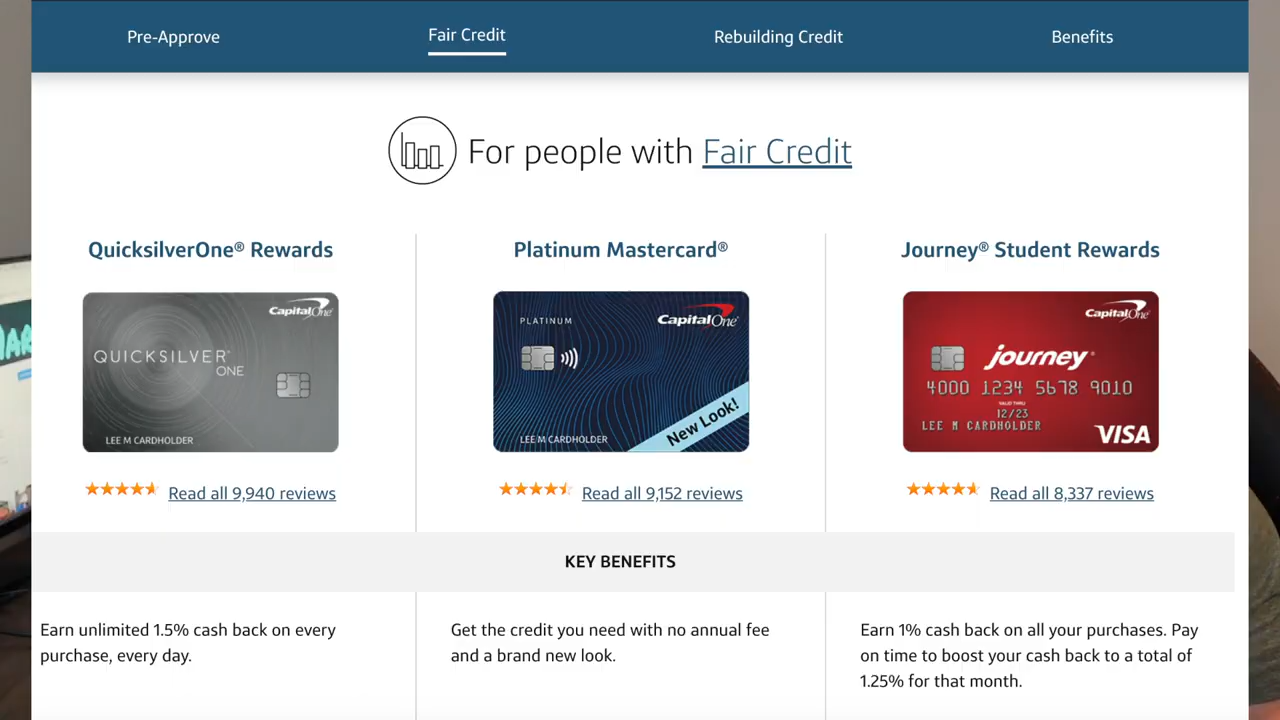 Pre-Approve
Fair Credit
Rebuilding Credit
Benefits
For people with Fair Credit
QuicksilverOne® Rewards
Platinum Mastercard®
Journey® Student Rewards
Capital One
QUICKSILVER
ONE
LEE M CARDHOLDER
PLATINUM
Capital One
LEE M CARDHOLDER
New Look!
Capital One
journey®
4000 1234 5678 9010
VALID THRU
12/23
LEE M CARDHOLDER
VISA
Read all 9,940 reviews
Read all 9,152 reviews
Read all 8,337 reviews
KEY BENEFITS
Earn unlimited 1.5% cash back on every
purchase, every day.
Get the credit you need with no annual fee
and a brand new look.
Earn 1% cash back on all your purchases. Pay
on time to boost your cash back to a total of
1.25% for that month.